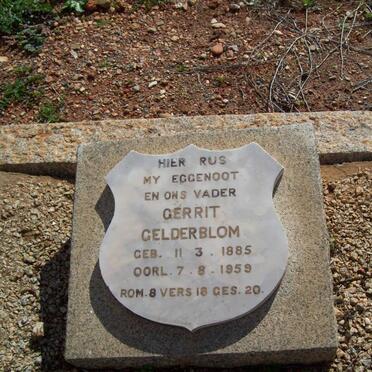 HIER RUS
MY EGGENOOT
EN ONS VADER
GERRIT
GELDERBLOM
GEB. 11. 3. 1885
OORL. 7. 8. 1959
ROM. 8 VERS 18 GES. 20.